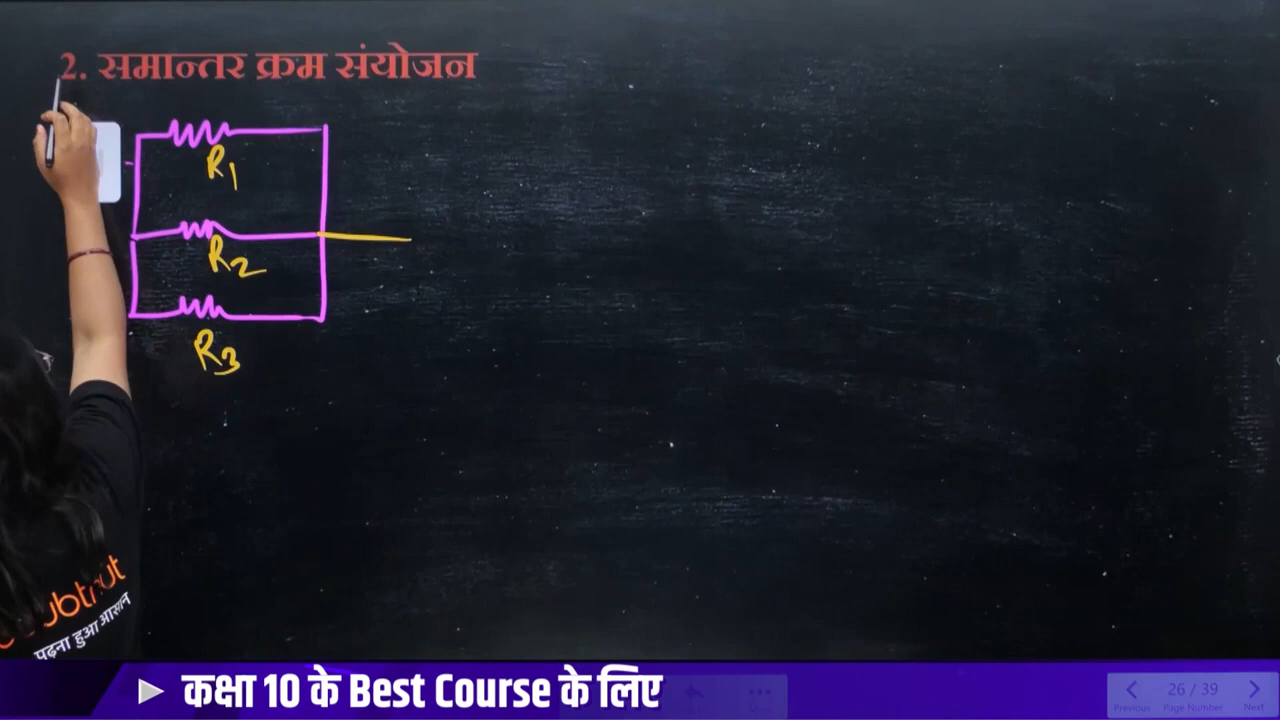 2. समान्तर क्रम संयोजन
R1
R2
R3
पढ़ना हुआ आसान
कक्षा 10 के Best Course के लिए
26 / 39
Previous Page Number Next